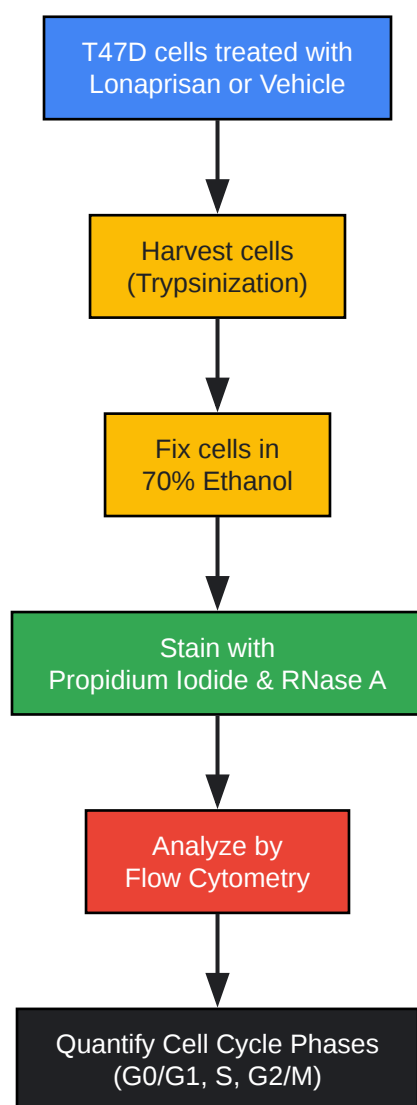 T47D cells treated with
Lonaprisan or Vehicle
Harvest cells
(Trypsinization)
Fix cells in
70% Ethanol
Stain with
Propidium Iodide & RNase A
Analyze by
Flow Cytometry
Quantify Cell Cycle Phases
(G0/G1, S, G2/M)